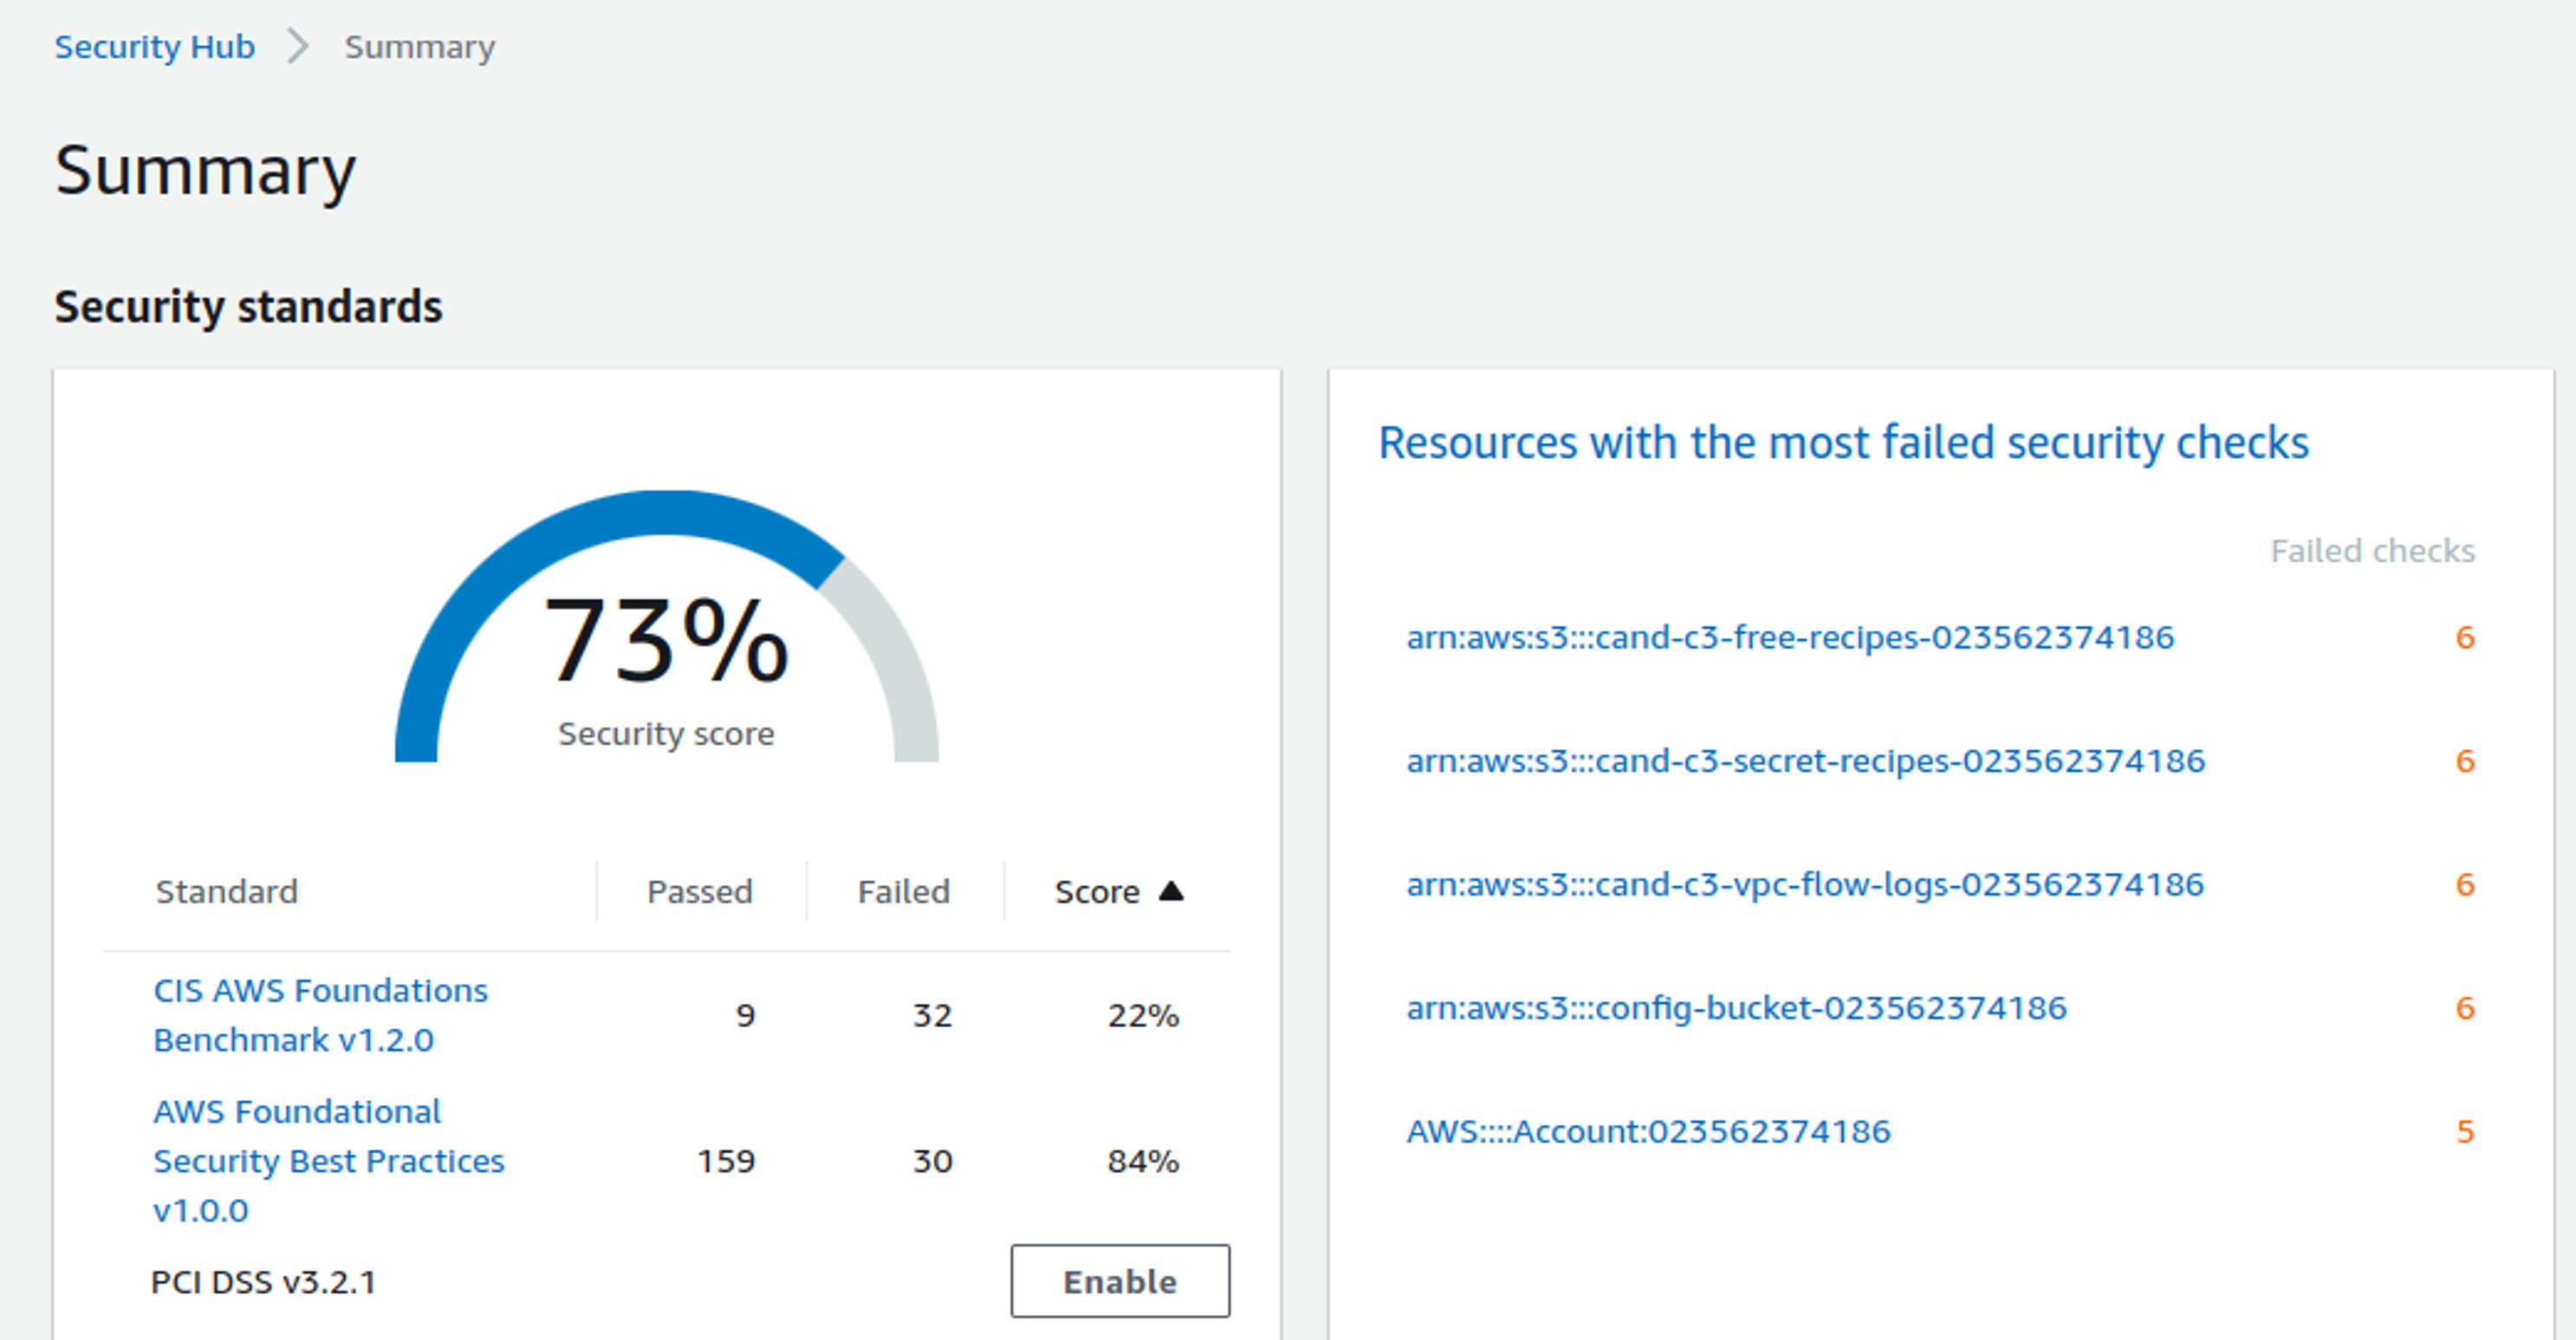 Security Hub Summary
Summary
Security standards
73%
Security score
Standard Passed Failed Score
CIS AWS Foundations
Benchmark v1.2.0
9 32 22%
AWS Foundational
Security Best Practices
v1.0.0
159 30 84%
PCI DSS v3.2.1 Enable
Resources with the most failed security checks
Failed checks
arn:aws:s3:::cand-c3-free-recipes-023562374186 6
arn:aws:s3:::cand-c3-secret-recipes-023562374186 6
arn:aws:s3:::cand-c3-vpc-flow-logs-023562374186 6
arn:aws:s3:::config-bucket-023562374186 6
AWS::::Account:023562374186 5